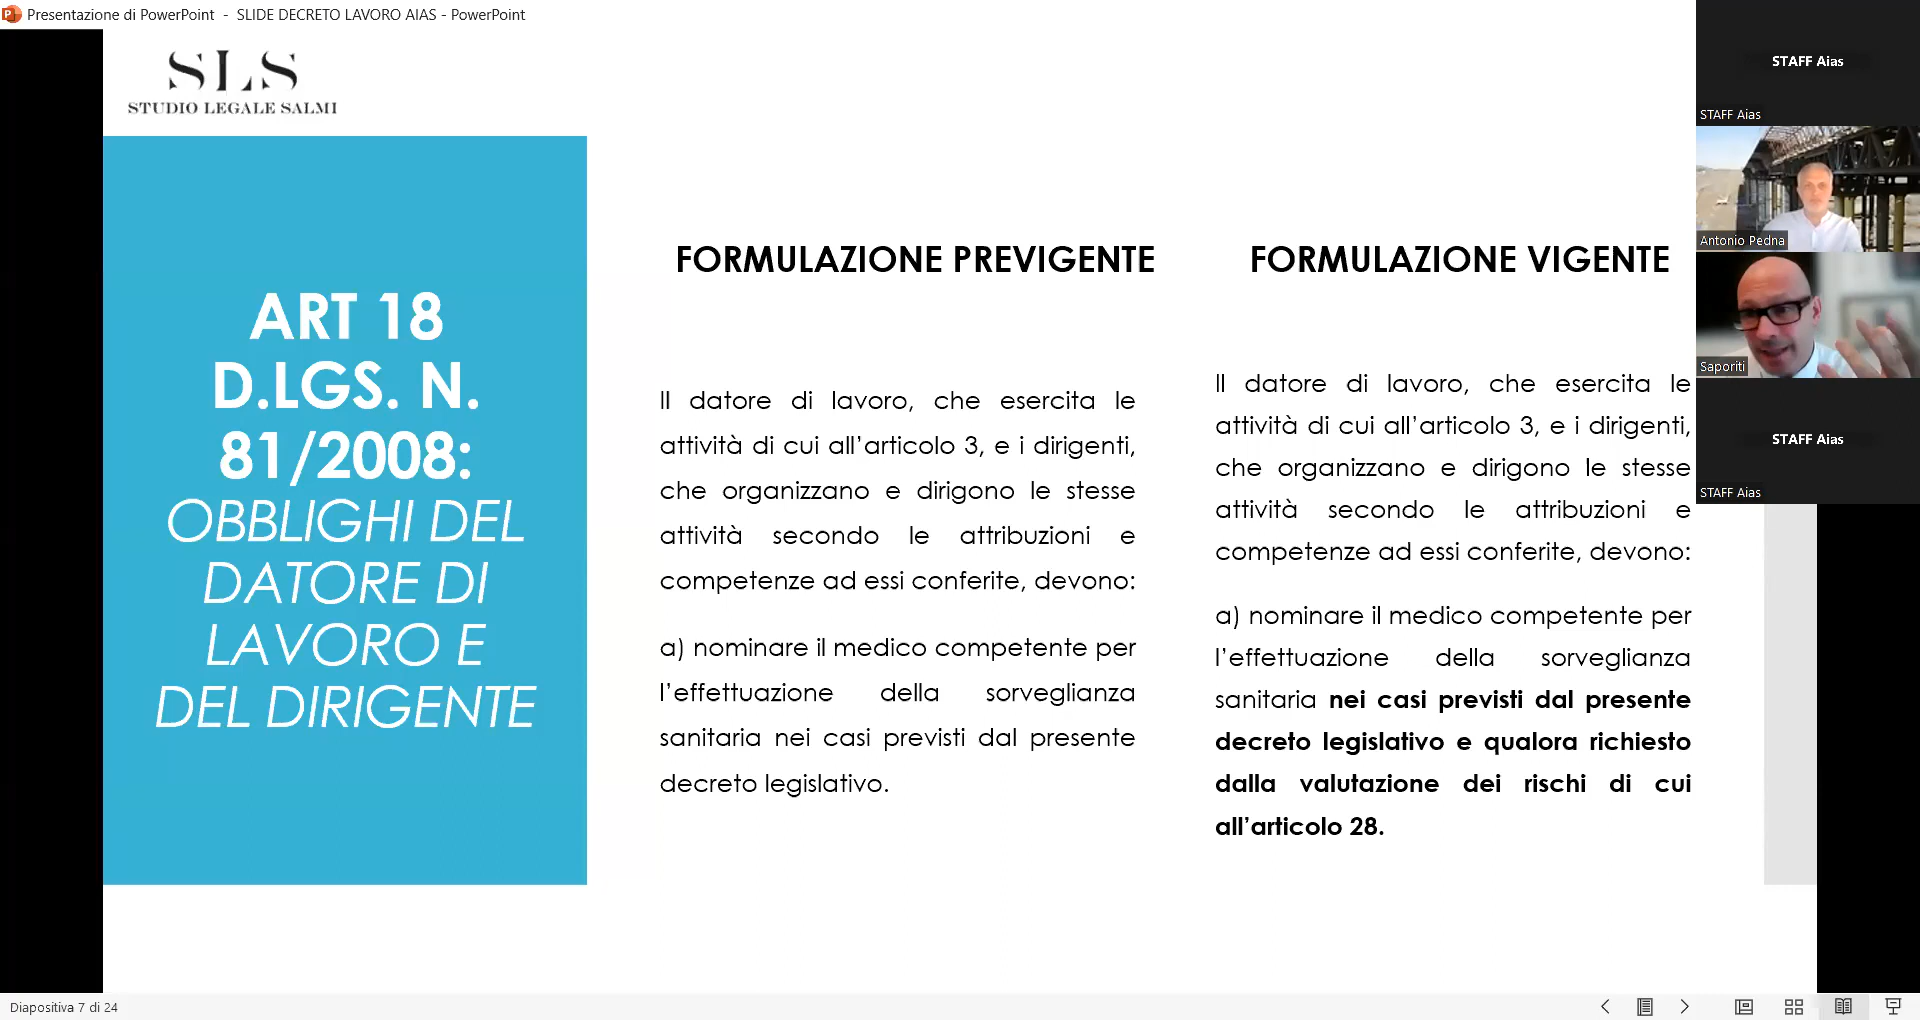 Presentazione di PowerPoint - SLIDE DECRETO LAVORO AIAS - PowerPoint
SLS
STUDIO LEGALE SALMI
ART 18
D.LGS. N.
81/2008:
OBBLIGHI DEL
DATORE DI
LAVORO E
DEL DIRIGENTE
FORMULAZIONE PREVIGENTE
Il datore di lavoro, che esercita le
attività di cui all’articolo 3, e i dirigenti,
che organizzano e dirigono le stesse
attività secondo le attribuzioni e
competenze ad essi conferite, devono:
a) nominare il medico competente per
l’effettuazione della sorveglianza
sanitaria nei casi previsti dal presente
decreto legislativo.
FORMULAZIONE VIGENTE
Il datore di lavoro, che esercita le
attività di cui all’articolo 3, e i dirigenti,
che organizzano e dirigono le stesse
attività secondo le attribuzioni e
competenze ad essi conferite, devono:
a) nominare il medico competente per
l’effettuazione della sorveglianza
sanitaria nei casi previsti dal presente
decreto legislativo e qualora richiesto
dalla valutazione dei rischi di cui
all’articolo 28.
STAFF Aias
STAFF Aias
Antonio Pedna
Saporiti
STAFF Aias
STAFF Aias
Diapositiva 7 di 24